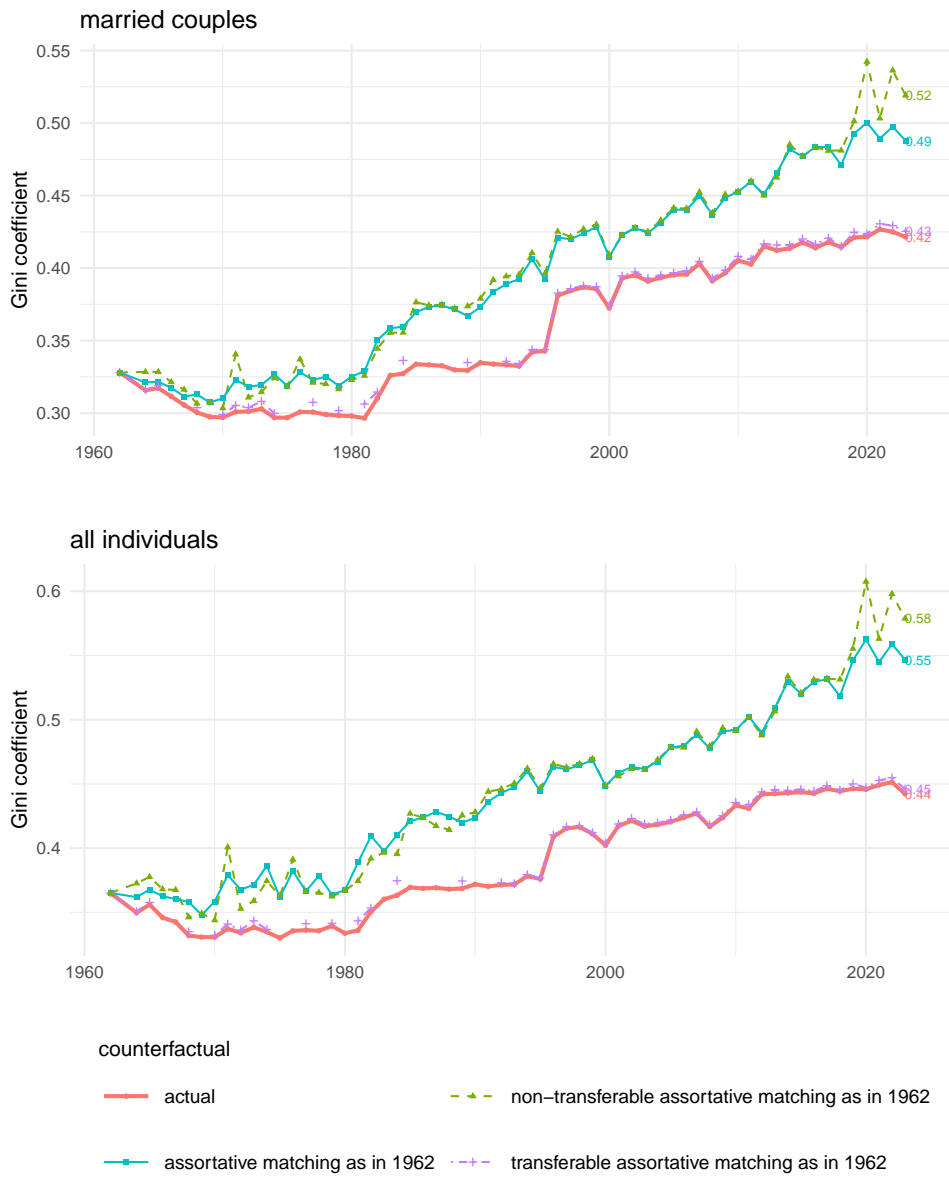 married couples
Gini coefficient
0.55
0.50
0.45
0.40
0.35
0.30
0.52
0.49
0.43
0.42
1960
1980
2000
2020
all individuals
Gini coefficient
0.6
0.5
0.4
0.58
0.55
0.45
0.44
1960
1980
2000
2020
counterfactual
actual
non−transferable assortative matching as in 1962
assortative matching as in 1962
transferable assortative matching as in 1962